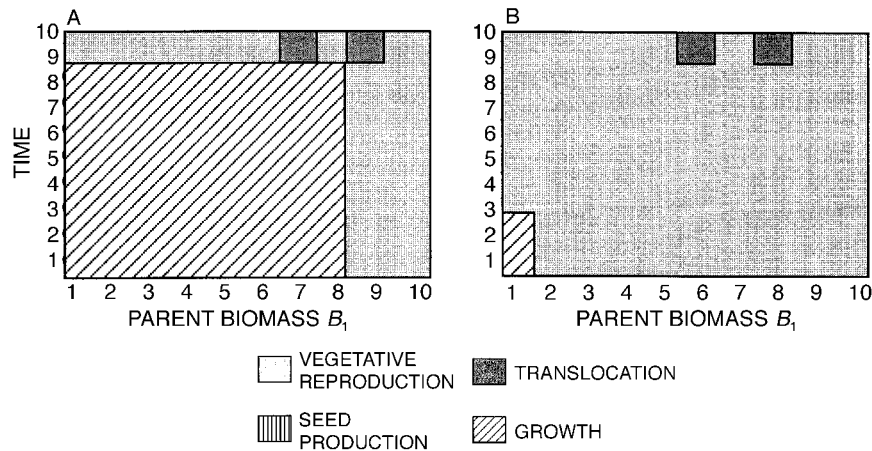 A
10
9
8
7
6
5
4
3
2
1
TIME
1 2 3 4 5 6 7 8 9 10
PARENT BIOMASS B1
B
10
9
8
7
6
5
4
3
2
1
1 2 3 4 5 6 7 8 9 10
PARENT BIOMASS B1
VEGETATIVE
REPRODUCTION
TRANSLOCATION
SEED
PRODUCTION
GROWTH